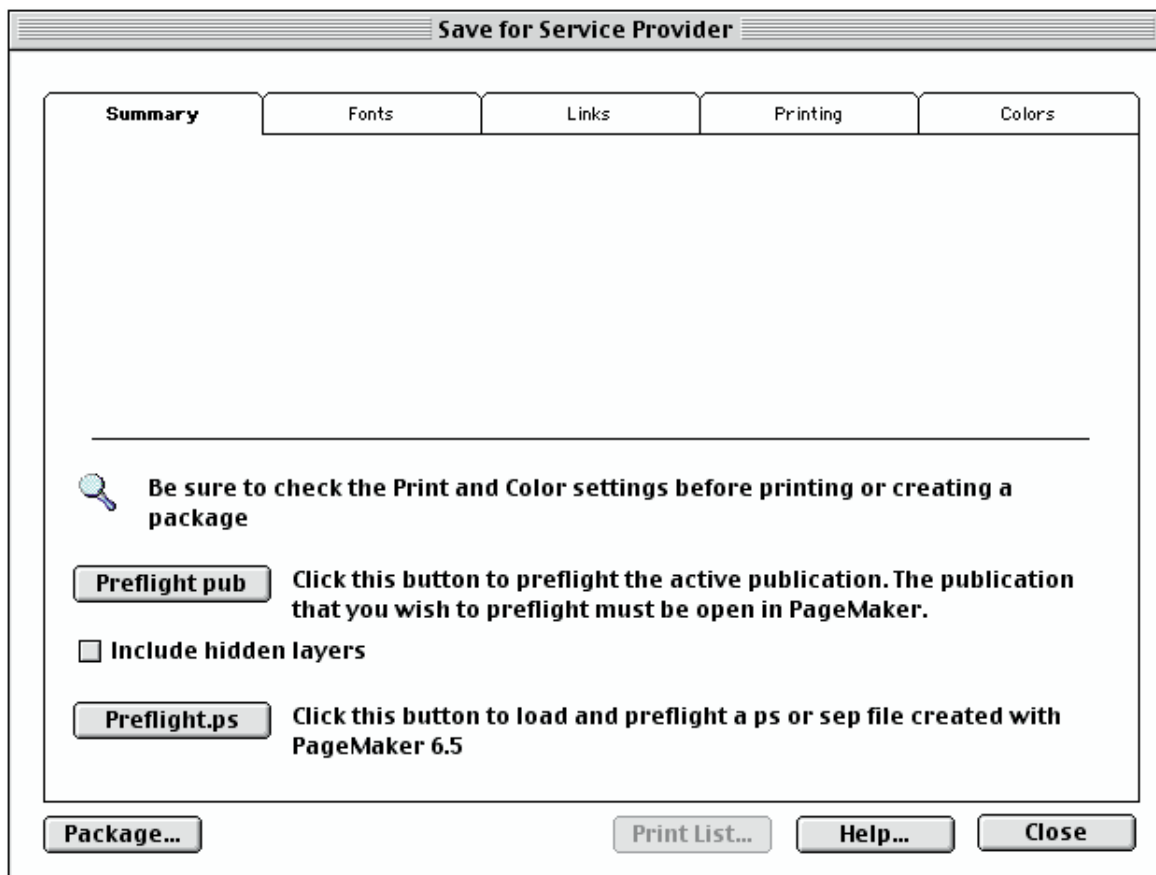 Save for Service Provider
Summary Fonts Links Printing Colors
Be sure to check the Print and Color settings before printing or creating a
package
Preflight pub Click this button to preflight the active publication. The publication
that you wish to preflight must be open in PageMaker.
Include hidden layers
Preflight.ps Click this button to load and preflight a ps or sep file created with
PageMaker 6.5
Package... Print List... Help... Close